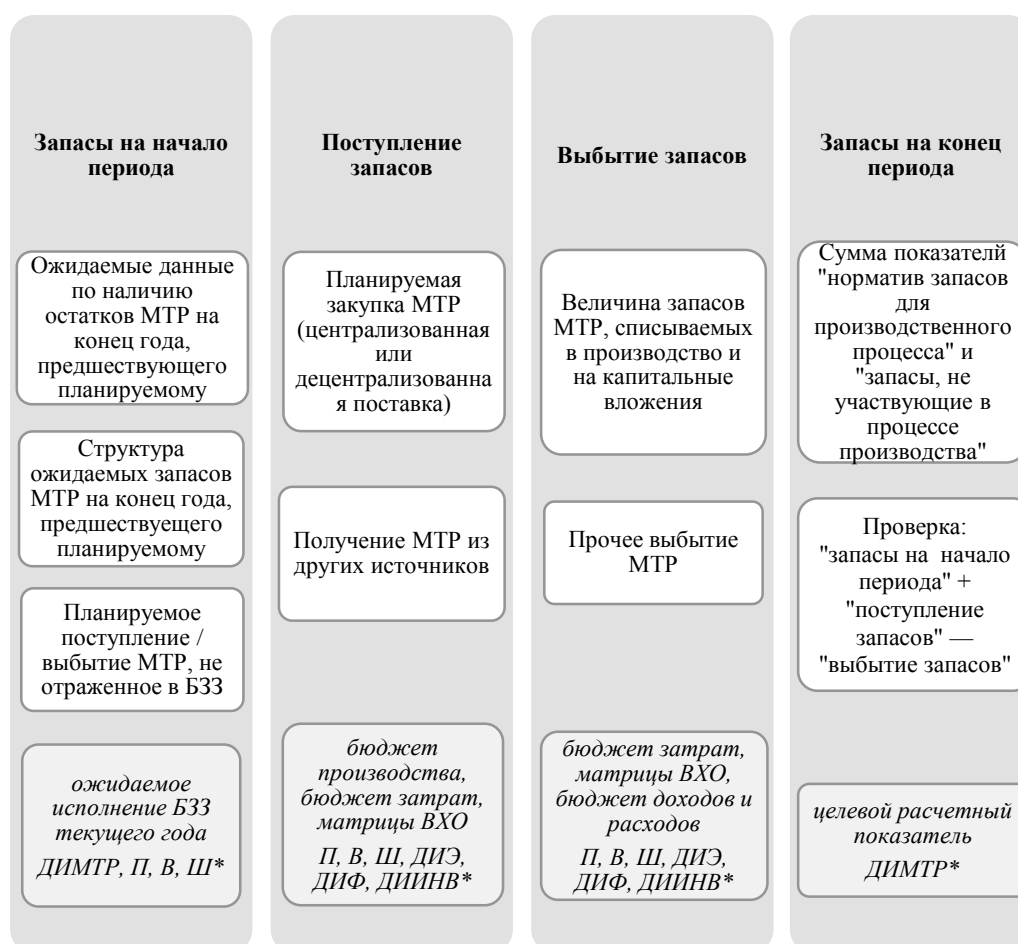 Запасы на начало
периода
Ожидаемые данные
по наличию
остатков МТР на
конец года,
предшествующего
планируемому
Структура
ожидаемых запасов
МТР на конец года,
предшествуещего
планируемому
Планируемое
поступление /
выбытие МТР, не
отраженное в БЗЗ
ожидаемое
исполнение БЗЗ
текущего года
ДИМТР, П, В, Ш*
Поступление
запасов
Планируемая
закупка МТР
(централизованная
или
децентрализованна
я поставка)
Получение МТР из
других источников
бюджет
производства,
бюджет затрат,
матрицы ВХО
П, В, Ш, ДИЭ,
ДИФ, ДИИНВ*
Выбытие запасов
Величина запасов
МТР, списываемых
в производство и
на капитальные
вложения
Прочее выбытие
МТР
бюджет затрат,
матрицы ВХО,
бюджет доходов и
расходов
П, В, Ш, ДИЭ,
ДИФ, ДИИНВ*
Запасы на конец
периода
Сумма показателй
"норматив запасов
для
производственного
процесса" и
"запасы, не
участвующие в
процессе
производства"
Проверка:
"запасы на начало
периода" +
"поступление
запасов" —
"выбытие запасов"
целевой расчетный
показатель
ДИМТР*